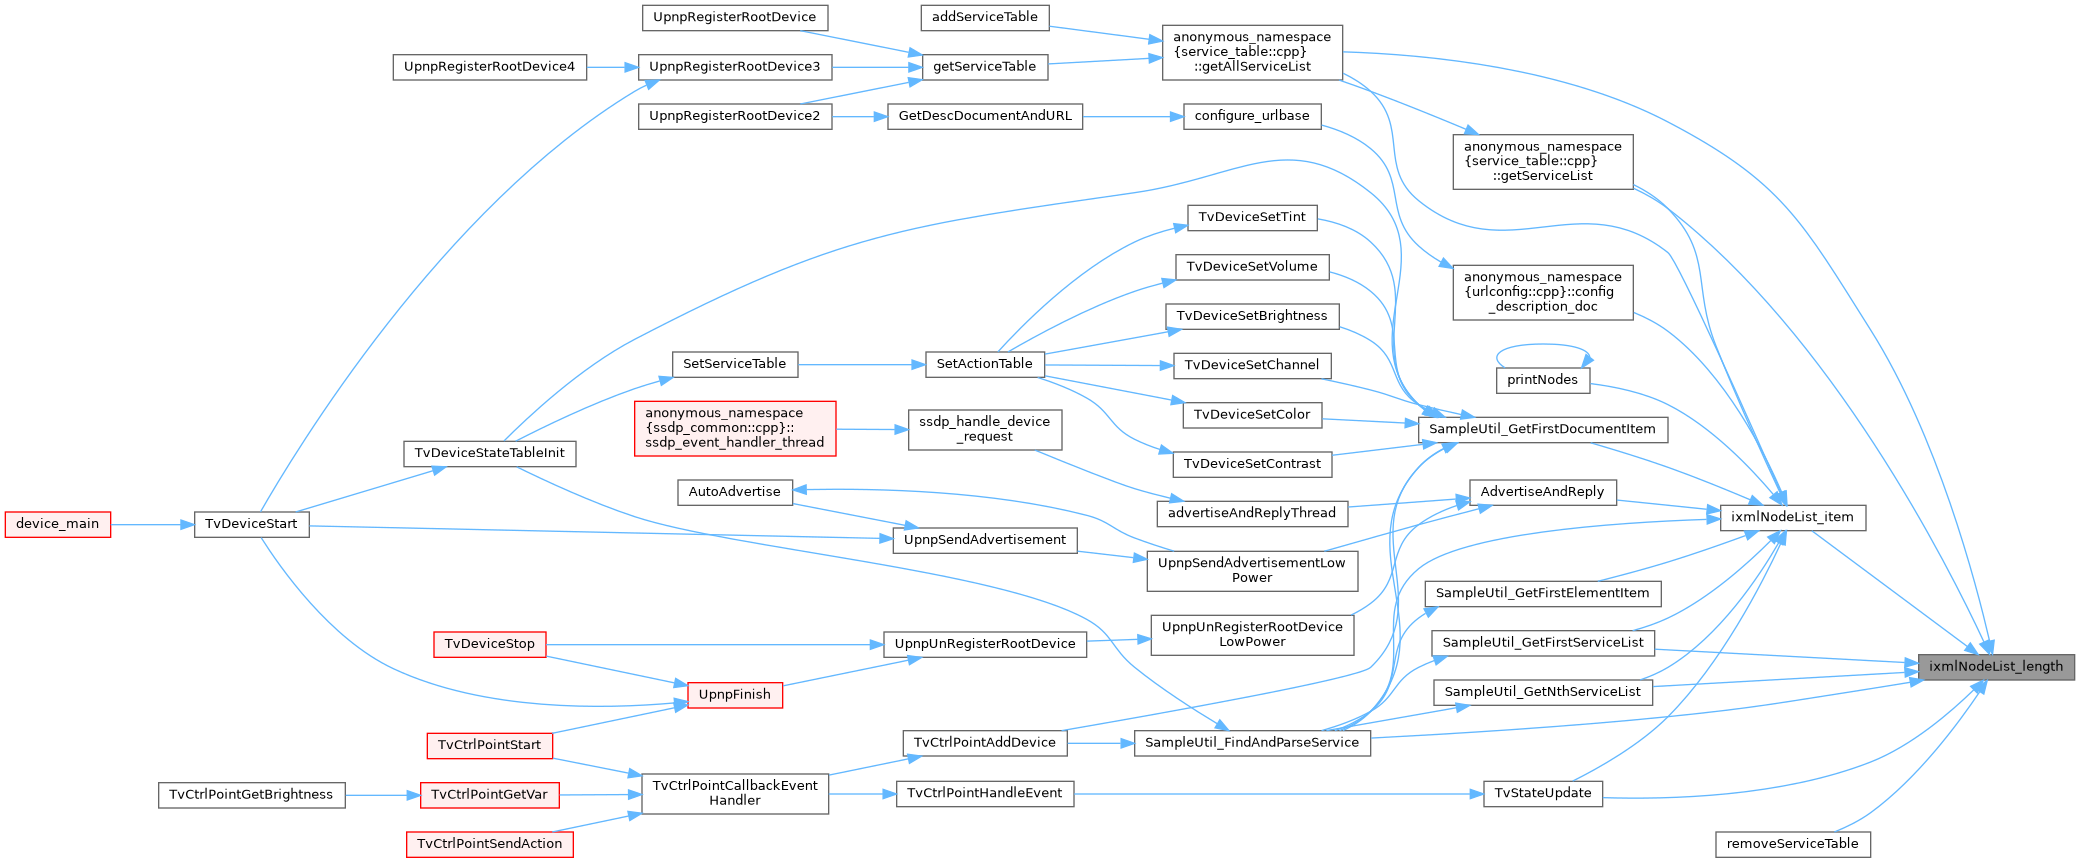 UpnpRegisterRootDevice
addServiceTable
anonymous_namespace
{service_table::cpp}
::getAllServiceList
UpnpRegisterRootDevice4
UpnpRegisterRootDevice3
getServiceTable
UpnpRegisterRootDevice2
GetDescDocumentAndURL
configure_urlbase
anonymous_namespace
{service_table::cpp}
::getServiceList
TvDeviceSetTint
TvDeviceSetVolume
anonymous_namespace
{urlconfig::cpp}::config
_description_doc
TvDeviceSetBrightness
SetServiceTable
SetActionTable
TvDeviceSetChannel
printNodes
anonymous_namespace
{ssdp_common::cpp}::
ssdp_event_handler_thread
ssdp_handle_device
_request
TvDeviceSetColor
SampleUtil_GetFirstDocumentItem
TvDeviceStateTableInit
TvDeviceSetContrast
AutoAdvertise
AdvertiseAndReply
device_main
TvDeviceStart
advertiseAndReplyThread
ixmlNodeList_item
UpnpSendAdvertisement
UpnpSendAdvertisementLow
Power
SampleUtil_GetFirstElementItem
TvDeviceStop
UpnpUnRegisterRootDevice
UpnpUnRegisterRootDevice
LowPower
SampleUtil_GetFirstServiceList
ixmlNodeList_length
UpnpFinish
SampleUtil_GetNthServiceList
TvCtrlPointStart
TvCtrlPointAddDevice
SampleUtil_FindAndParseService
TvCtrlPointGetBrightness
TvCtrlPointGetVar
TvCtrlPointCallbackEvent
Handler
TvCtrlPointHandleEvent
TvStateUpdate
TvCtrlPointSendAction
removeServiceTable